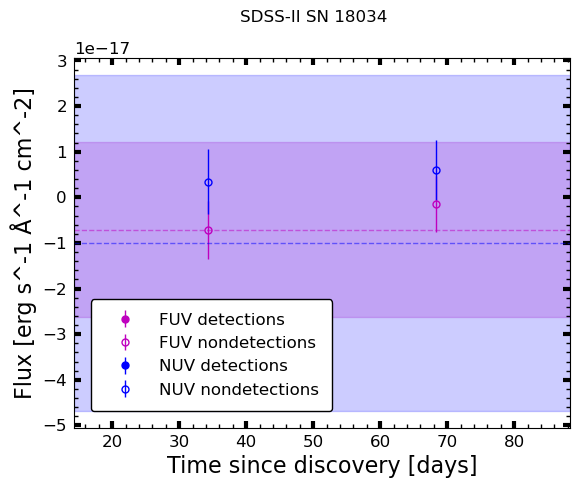 SDSS-II SN 18034
1e−17
3
2
1
0
−1
−2
−3
−4
−5
Flux [erg s^-1 Å^-1 cm^-2]
FUV detections
FUV nondetections
NUV detections
NUV nondetections
20 30 40 50 60 70 80
Time since discovery [days]